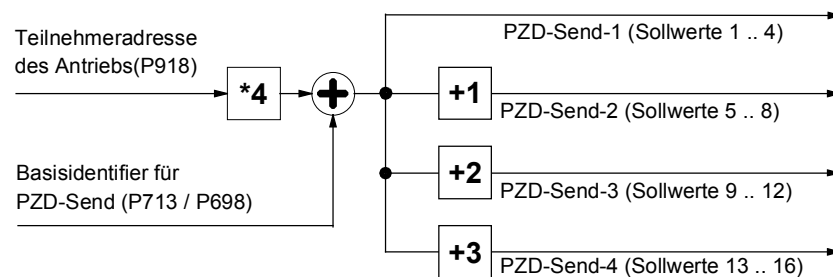 Teilnehmeradresse
des Antriebs(P918)
*4
+
PZD-Send-1 (Sollwerte 1 .. 4)
+1
PZD-Send-2 (Sollwerte 5 .. 8)
Basisidentifier für
PZD-Send (P713 / P698)
+2
PZD-Send-3 (Sollwerte 9 .. 12)
+3
PZD-Send-4 (Sollwerte 13 .. 16)